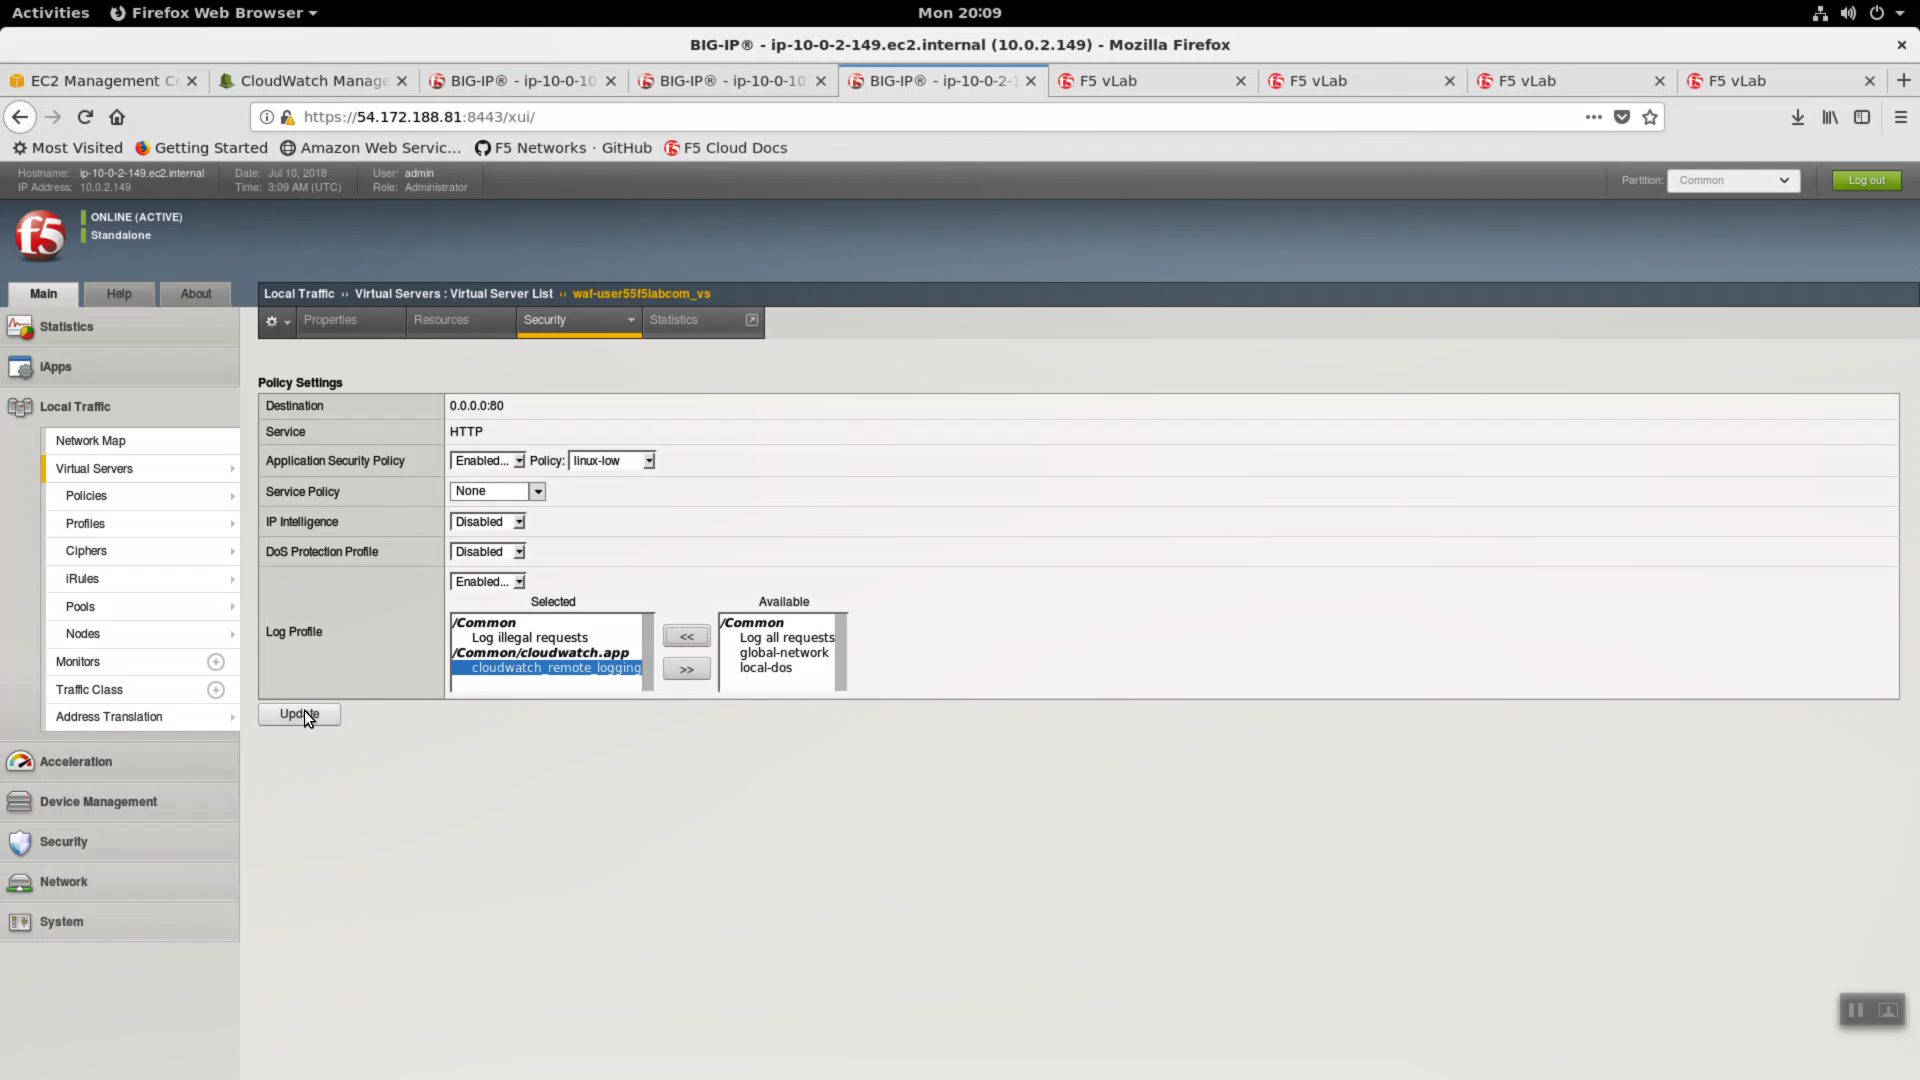 Activities Firefox Web Browser Mon 20:09
BIG-IP® - ip-10-0-2-149.ec2.internal (10.0.2.149) - Mozilla Firefox
EC2 Management Co BIG-IP® - ip-10-0-10 BIG-IP® - ip-10-0-10 BIG-IP® - ip-10-0-2-1 F5 vLab F5 vLab F5 vLab F5 vLab
CloudWatch Manage
https://54.172.188.81:8443/xui/
Most Visited Getting Started Amazon Web Servic... F5 Networks · GitHub F5 Cloud Docs
Hostname: ip-10-0-2-149.ec2.internal Date: Jul 10, 2018 User: admin
IP Address: 10.0.2.149 Time: 3:09 AM (UTC) Role: Administrator
Partition: Common Log out
f5
ONLINE (ACTIVE)
Standalone
Main Help About
Local Traffic ›› Virtual Servers : Virtual Server List ›› waf-user55f5labcom_vs
Properties Resources Security Statistics
Statistics
iApps
Local Traffic
Network Map
Virtual Servers
Policies
Profiles
Ciphers
iRules
Pools
Nodes
Monitors
Traffic Class
Address Translation
Acceleration
Device Management
Security
Network
System
Policy Settings
Destination 0.0.0.0:80
Service HTTP
Application Security Policy Enabled... Policy: linux-low
Service Policy None
IP Intelligence Disabled
DoS Protection Profile Disabled
Log Profile Enabled...
Selected Available
/Common
Log illegal requests
/Common/cloudwatch.app
cloudwatch_remote_logging
<<
>>
/Common
Log all requests
global-network
local-dos
Update